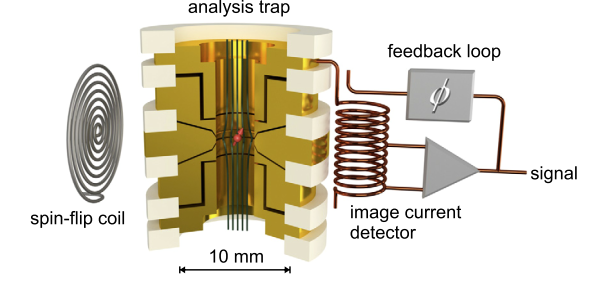 analysis trap
feedback loop
ϕ
signal
spin-flip coil
image current
detector
10 mm